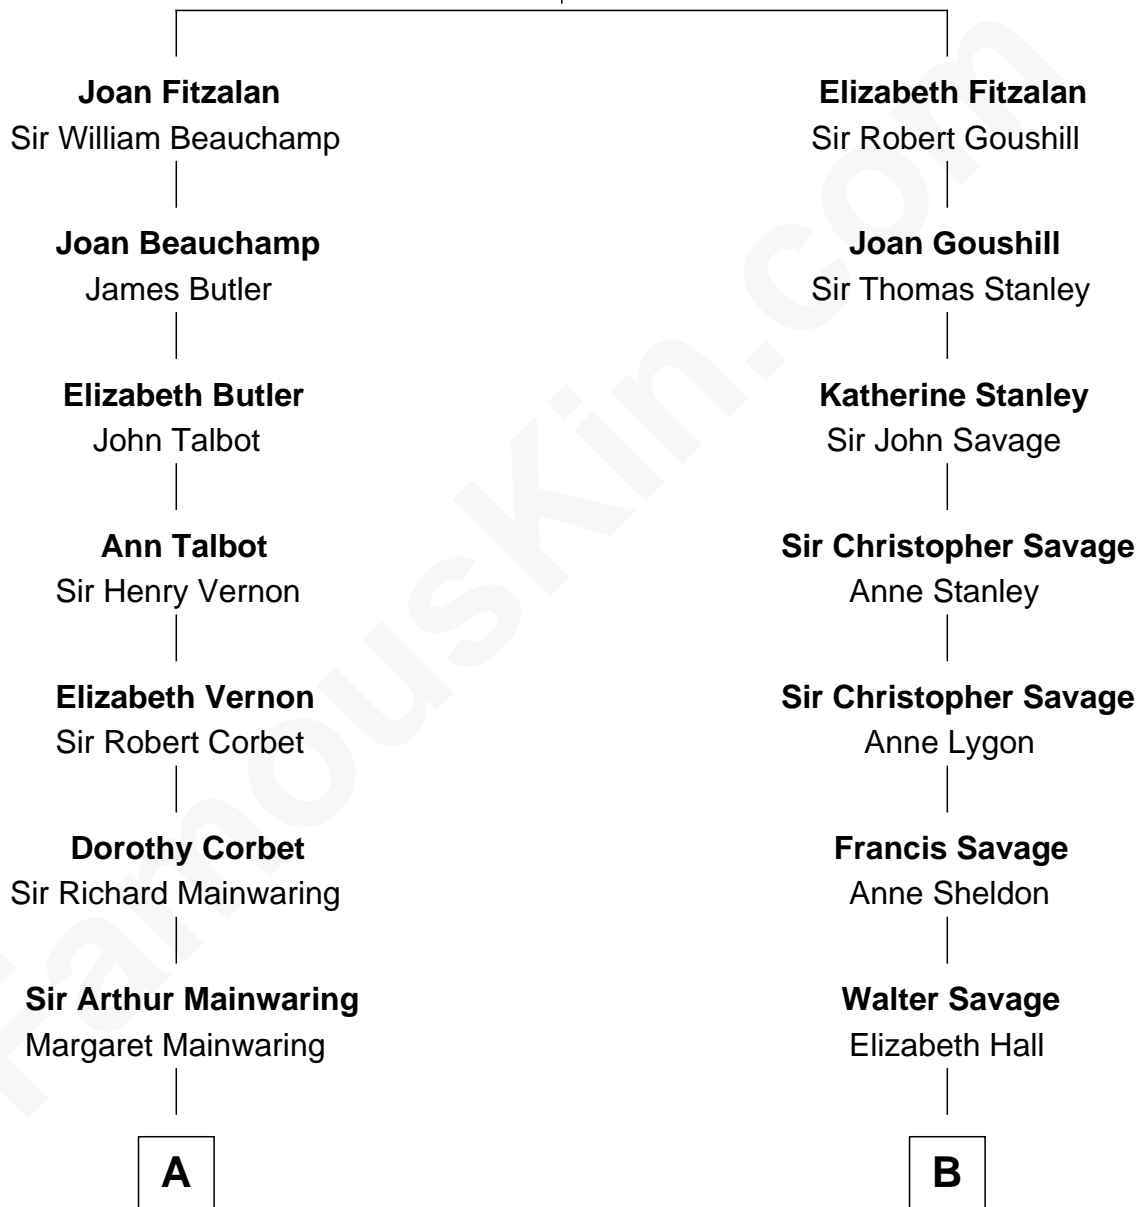 Joan Fitzalan
Sir William Beauchamp
Joan Beauchamp
James Butler
Elizabeth Butler
John Talbot
Ann Talbot
Sir Henry Vernon
Elizabeth Vernon
Sir Robert Corbet
Dorothy Corbet
Sir Richard Mainwaring
Sir Arthur Mainwaring
Margaret Mainwaring
A
Elizabeth Fitzalan
Sir Robert Goushill
Joan Goushill
Sir Thomas Stanley
Katherine Stanley
Sir John Savage
Sir Christopher Savage
Anne Stanley
Sir Christopher Savage
Anne Lygon
Francis Savage
Anne Sheldon
Walter Savage
Elizabeth Hall
B
FamousKin.com